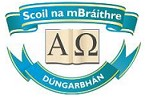 Scoil na mBráithre
ΑΩ
DÚNGARBHÁN